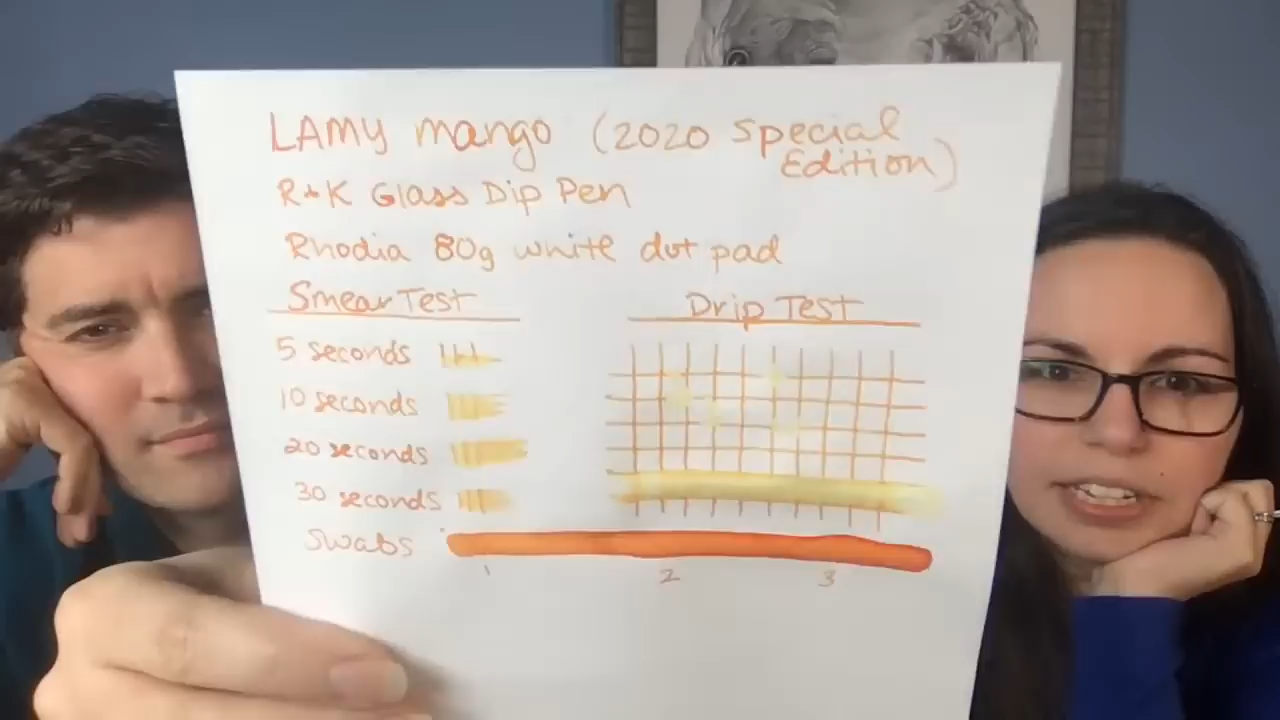 LAMY mango (2020 Special
Edition)
R+K Glass Dip Pen
Rhodia 80g white dot pad
Smear Test
Drip Test
5 seconds
10 seconds
20 seconds
30 seconds
Swabs
1 2 3